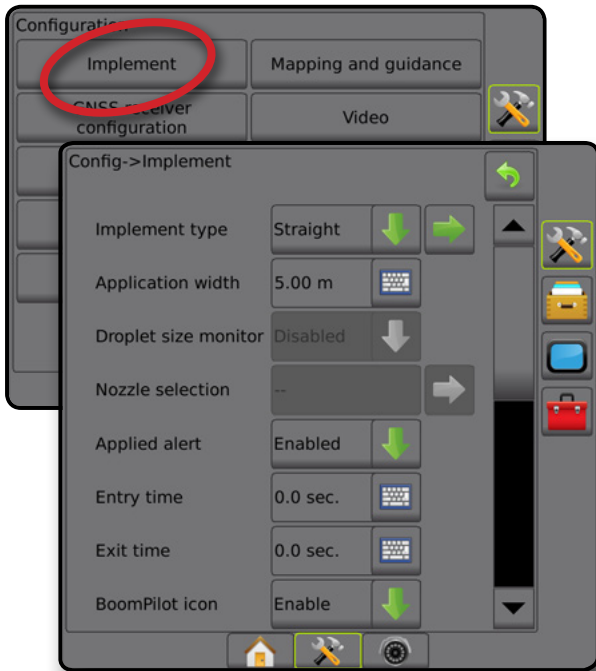 Configuration
Implement
Mapping and guidance
GNSS receiver
configuration
Video
Config->Implement
Implement type
Straight
Application width
5.00 m
Droplet size monitor
Disabled
Nozzle selection
--
Applied alert
Enabled
Entry time
0.0 sec.
Exit time
0.0 sec.
BoomPilot icon
Enable